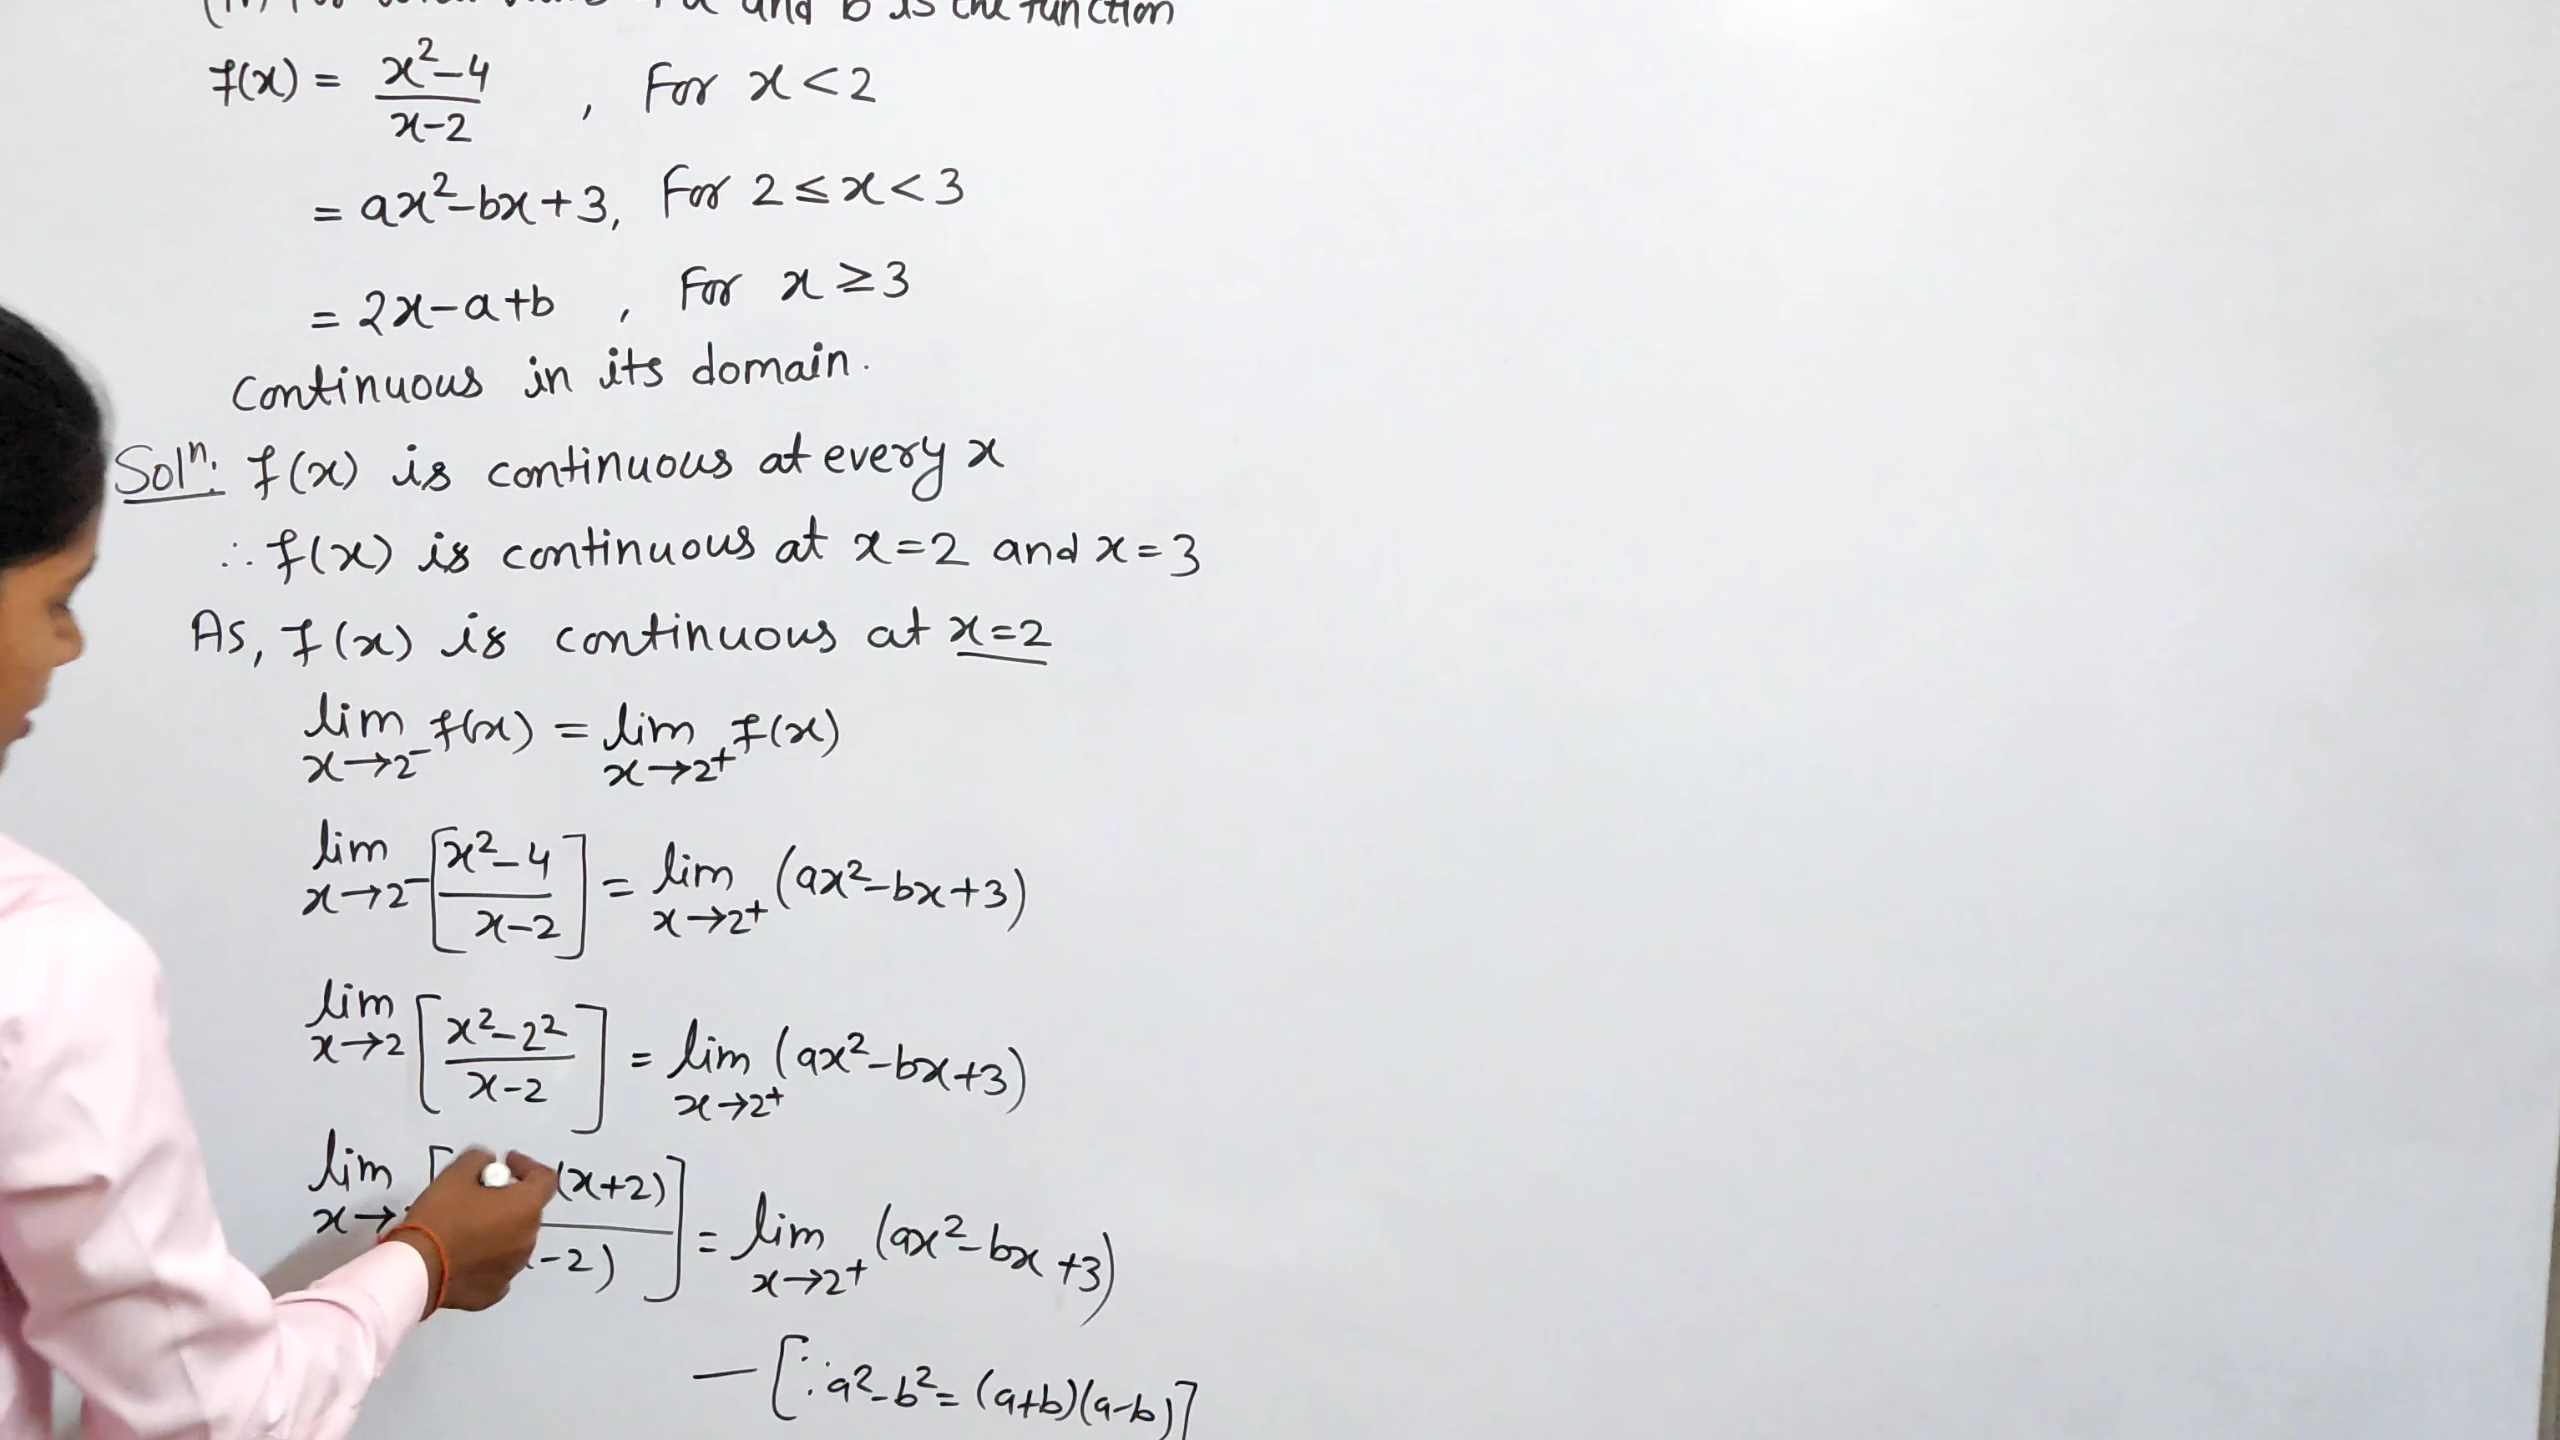 and b is the function
f(x) = x²-4 / x-2 , For x < 2
= ax²-bx+3, For 2 ≤ x < 3
= 2x-a+b , For x ≥ 3
continuous in its domain.
Solⁿ: f(x) is continuous at every x
∴ f(x) is continuous at x=2 and x=3
As, f(x) is continuous at x=2
lim x→2⁻ f(x) = lim x→2⁺ f(x)
lim x→2⁻ [x²-4 / x-2] = lim x→2⁺ (ax²-bx+3)
lim x→2 [x²-2² / x-2] = lim x→2⁺ (ax²-bx+3)
lim x→ [(x+2) / -2)] = lim x→2⁺ (ax²-bx+3)
— [∵ a²-b² = (a+b)(a-b)]